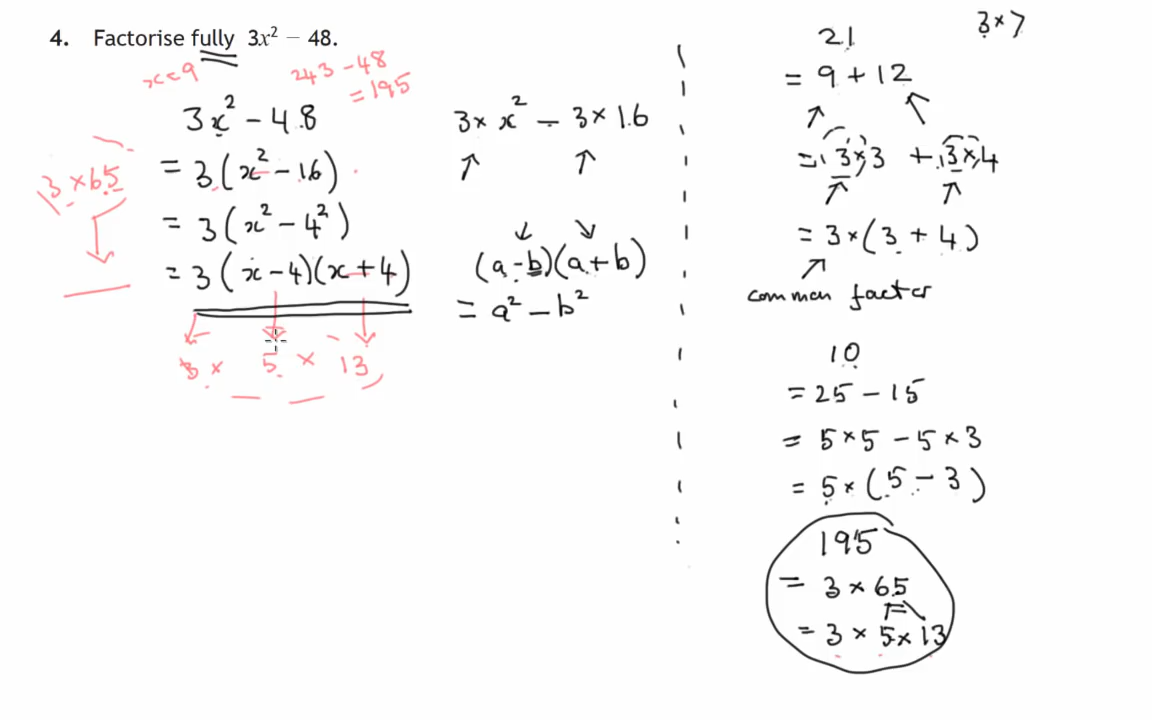 4. Factorise fully 3x² − 48.
x=9
243 − 48
= 195
3x² − 48
= 3(x² − 16)
= 3(x² − 4²)
= 3(x − 4)(x + 4)
3 × 65
3 × 5 × 13
3 × x² − 3 × 16
(a − b)(a + b)
= a² − b²
21
3 × 7
= 9 + 12
= 3 × 3 + 3 × 4
= 3 × (3 + 4)
common factor
10
= 25 − 15
= 5 × 5 − 5 × 3
= 5 × (5 − 3)
195
= 3 × 65
= 3 × 5 × 13